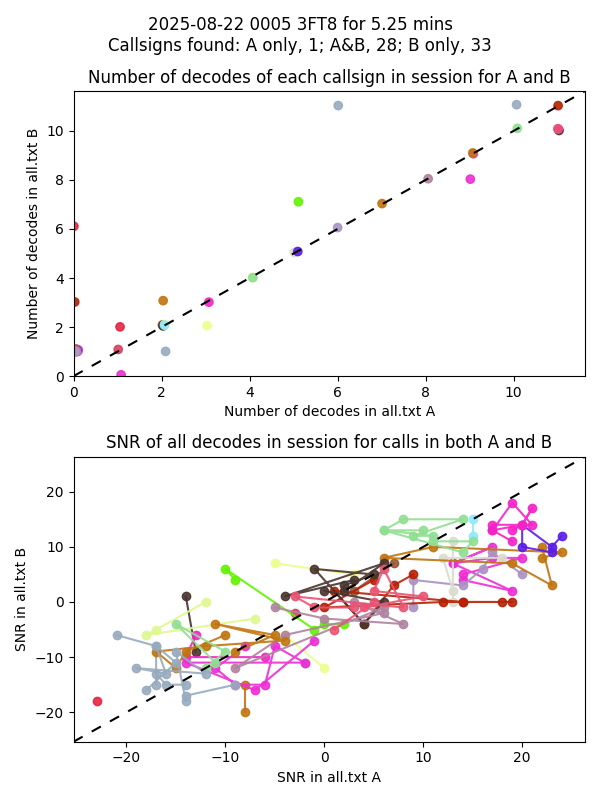 2025-08-22 0005 3FT8 for 5.25 mins
Callsigns found: A only, 1; A&B, 28; B only, 33
Number of decodes of each callsign in session for A and B
Number of decodes in all.txt B
10
8
6
4
2
0
0 2 4 6 8 10
Number of decodes in all.txt A
SNR of all decodes in session for calls in both A and B
SNR in all.txt B
20
10
0
−10
−20
−20 −10 0 10 20
SNR in all.txt A